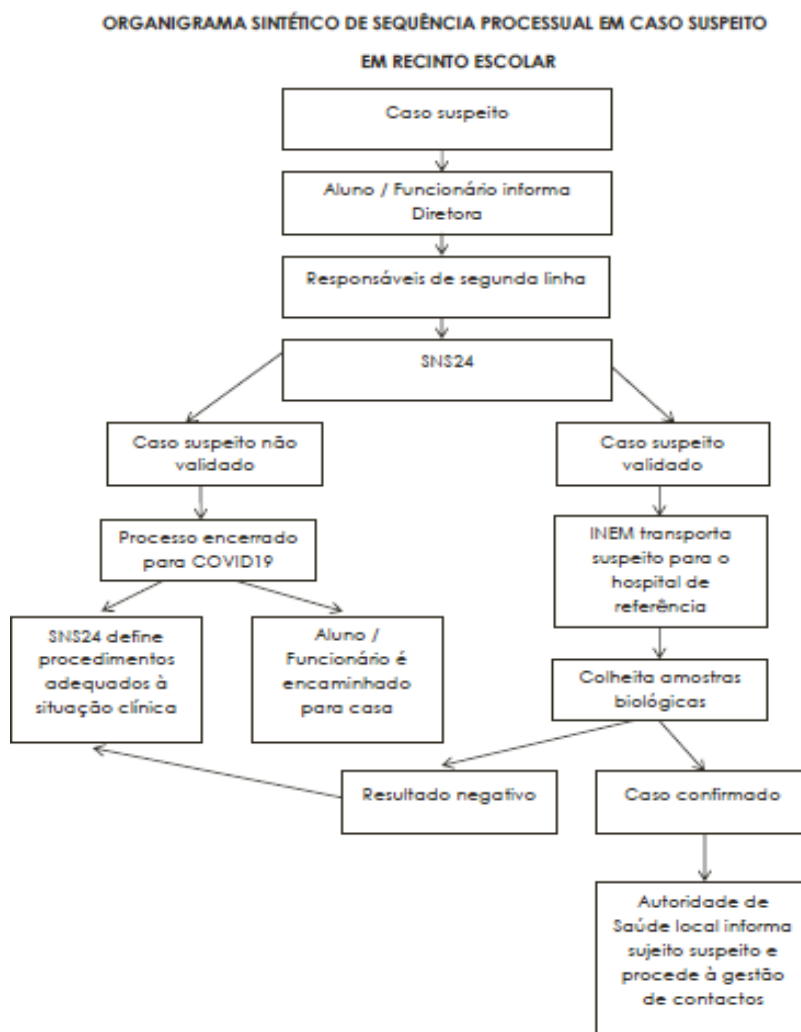 ORGANIGRAMA SINTÉTICO DE SEQUÊNCIA PROCESSUAL EM CASO SUSPEITO
EM RECINTO ESCOLAR
Caso suspeito
Aluno / Funcionário informa
Diretora
Responsáveis de segunda linha
SNS24
Caso suspeito não
validado
Caso suspeito
validado
Processo encerrado
para COVID19
INEM transporta
suspeito para o
hospital de
referência
SNS24 define
procedimentos
adequados à
situação clínica
Aluno /
Funcionário é
encaminhado
para casa
Colheita amostras
biológicas
Resultado negativo
Caso confirmado
Autoridade de
Saúde local informa
sujeito suspeito e
procede à gestão
de contactos